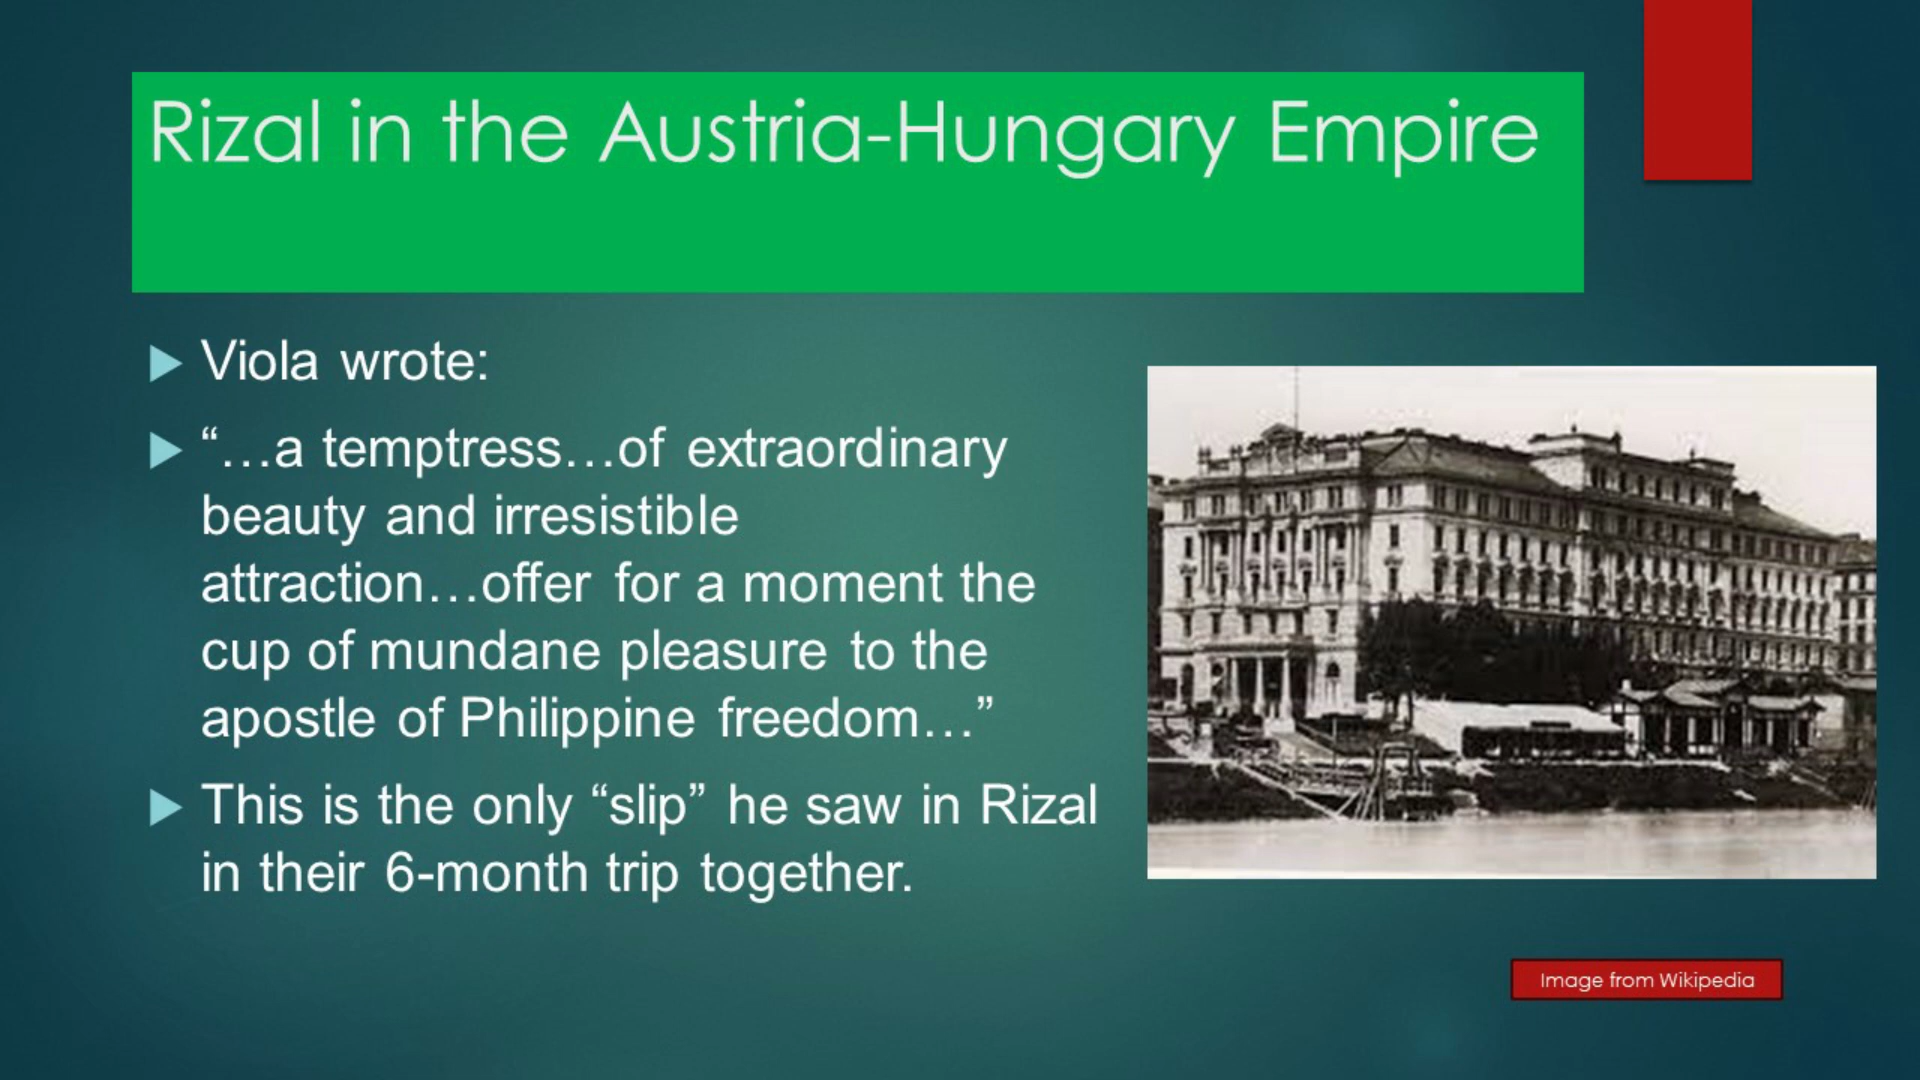 Rizal in the Austria-Hungary Empire
Viola wrote:
“…a temptress…of extraordinary
beauty and irresistible
attraction…offer for a moment the
cup of mundane pleasure to the
apostle of Philippine freedom…”
This is the only “slip” he saw in Rizal
in their 6-month trip together.
Image from Wikipedia